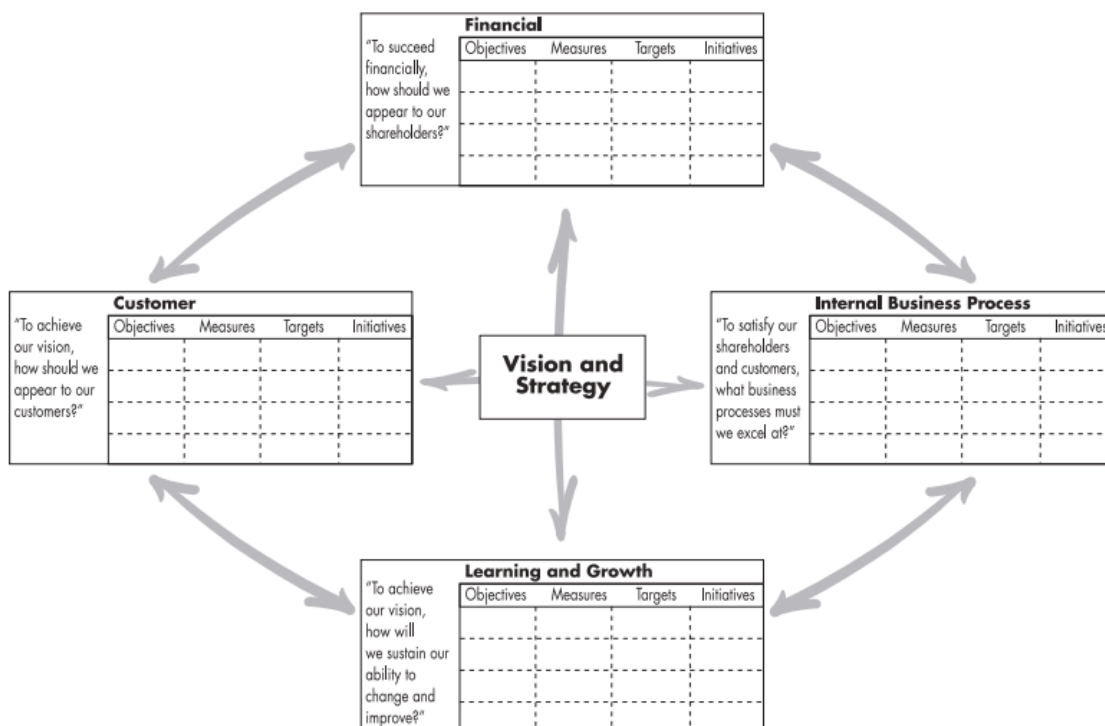 Financial
"To succeed
financially,
how should we
appear to our
shareholders?"
Objectives Measures Targets Initiatives
Customer
"To achieve
our vision,
how should we
appear to our
customers?"
Objectives Measures Targets Initiatives
Vision and
Strategy
Internal Business Process
"To satisfy our
shareholders
and customers,
what business
processes must
we excel at?"
Objectives Measures Targets Initiatives
Learning and Growth
"To achieve
our vision,
how will
we sustain our
ability to
change and
improve?"
Objectives Measures Targets Initiatives